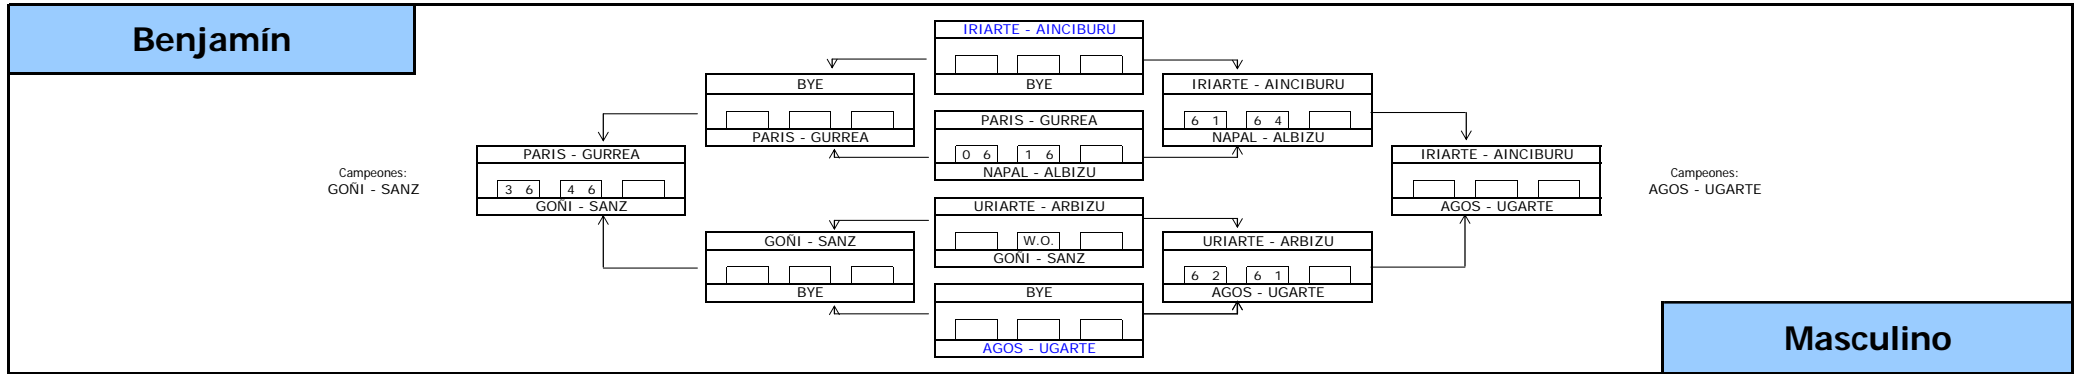 Benjamín
IRIARTE - AINCIBURU
BYE
BYE
PARIS - GURREA
IRIARTE - AINCIBURU
6 1 6 4
NAPAL - ALBIZU
PARIS - GURREA
0 6 1 6
NAPAL - ALBIZU
PARIS - GURREA
3 6 4 6
GOÑI - SANZ
Campeones:
GOÑI - SANZ
IRIARTE - AINCIBURU
AGOS - UGARTE
Campeones:
AGOS - UGARTE
URIARTE - ARBIZU
W.O.
GOÑI - SANZ
GOÑI - SANZ
BYE
URIARTE - ARBIZU
6 2 6 1
AGOS - UGARTE
BYE
AGOS - UGARTE
Masculino